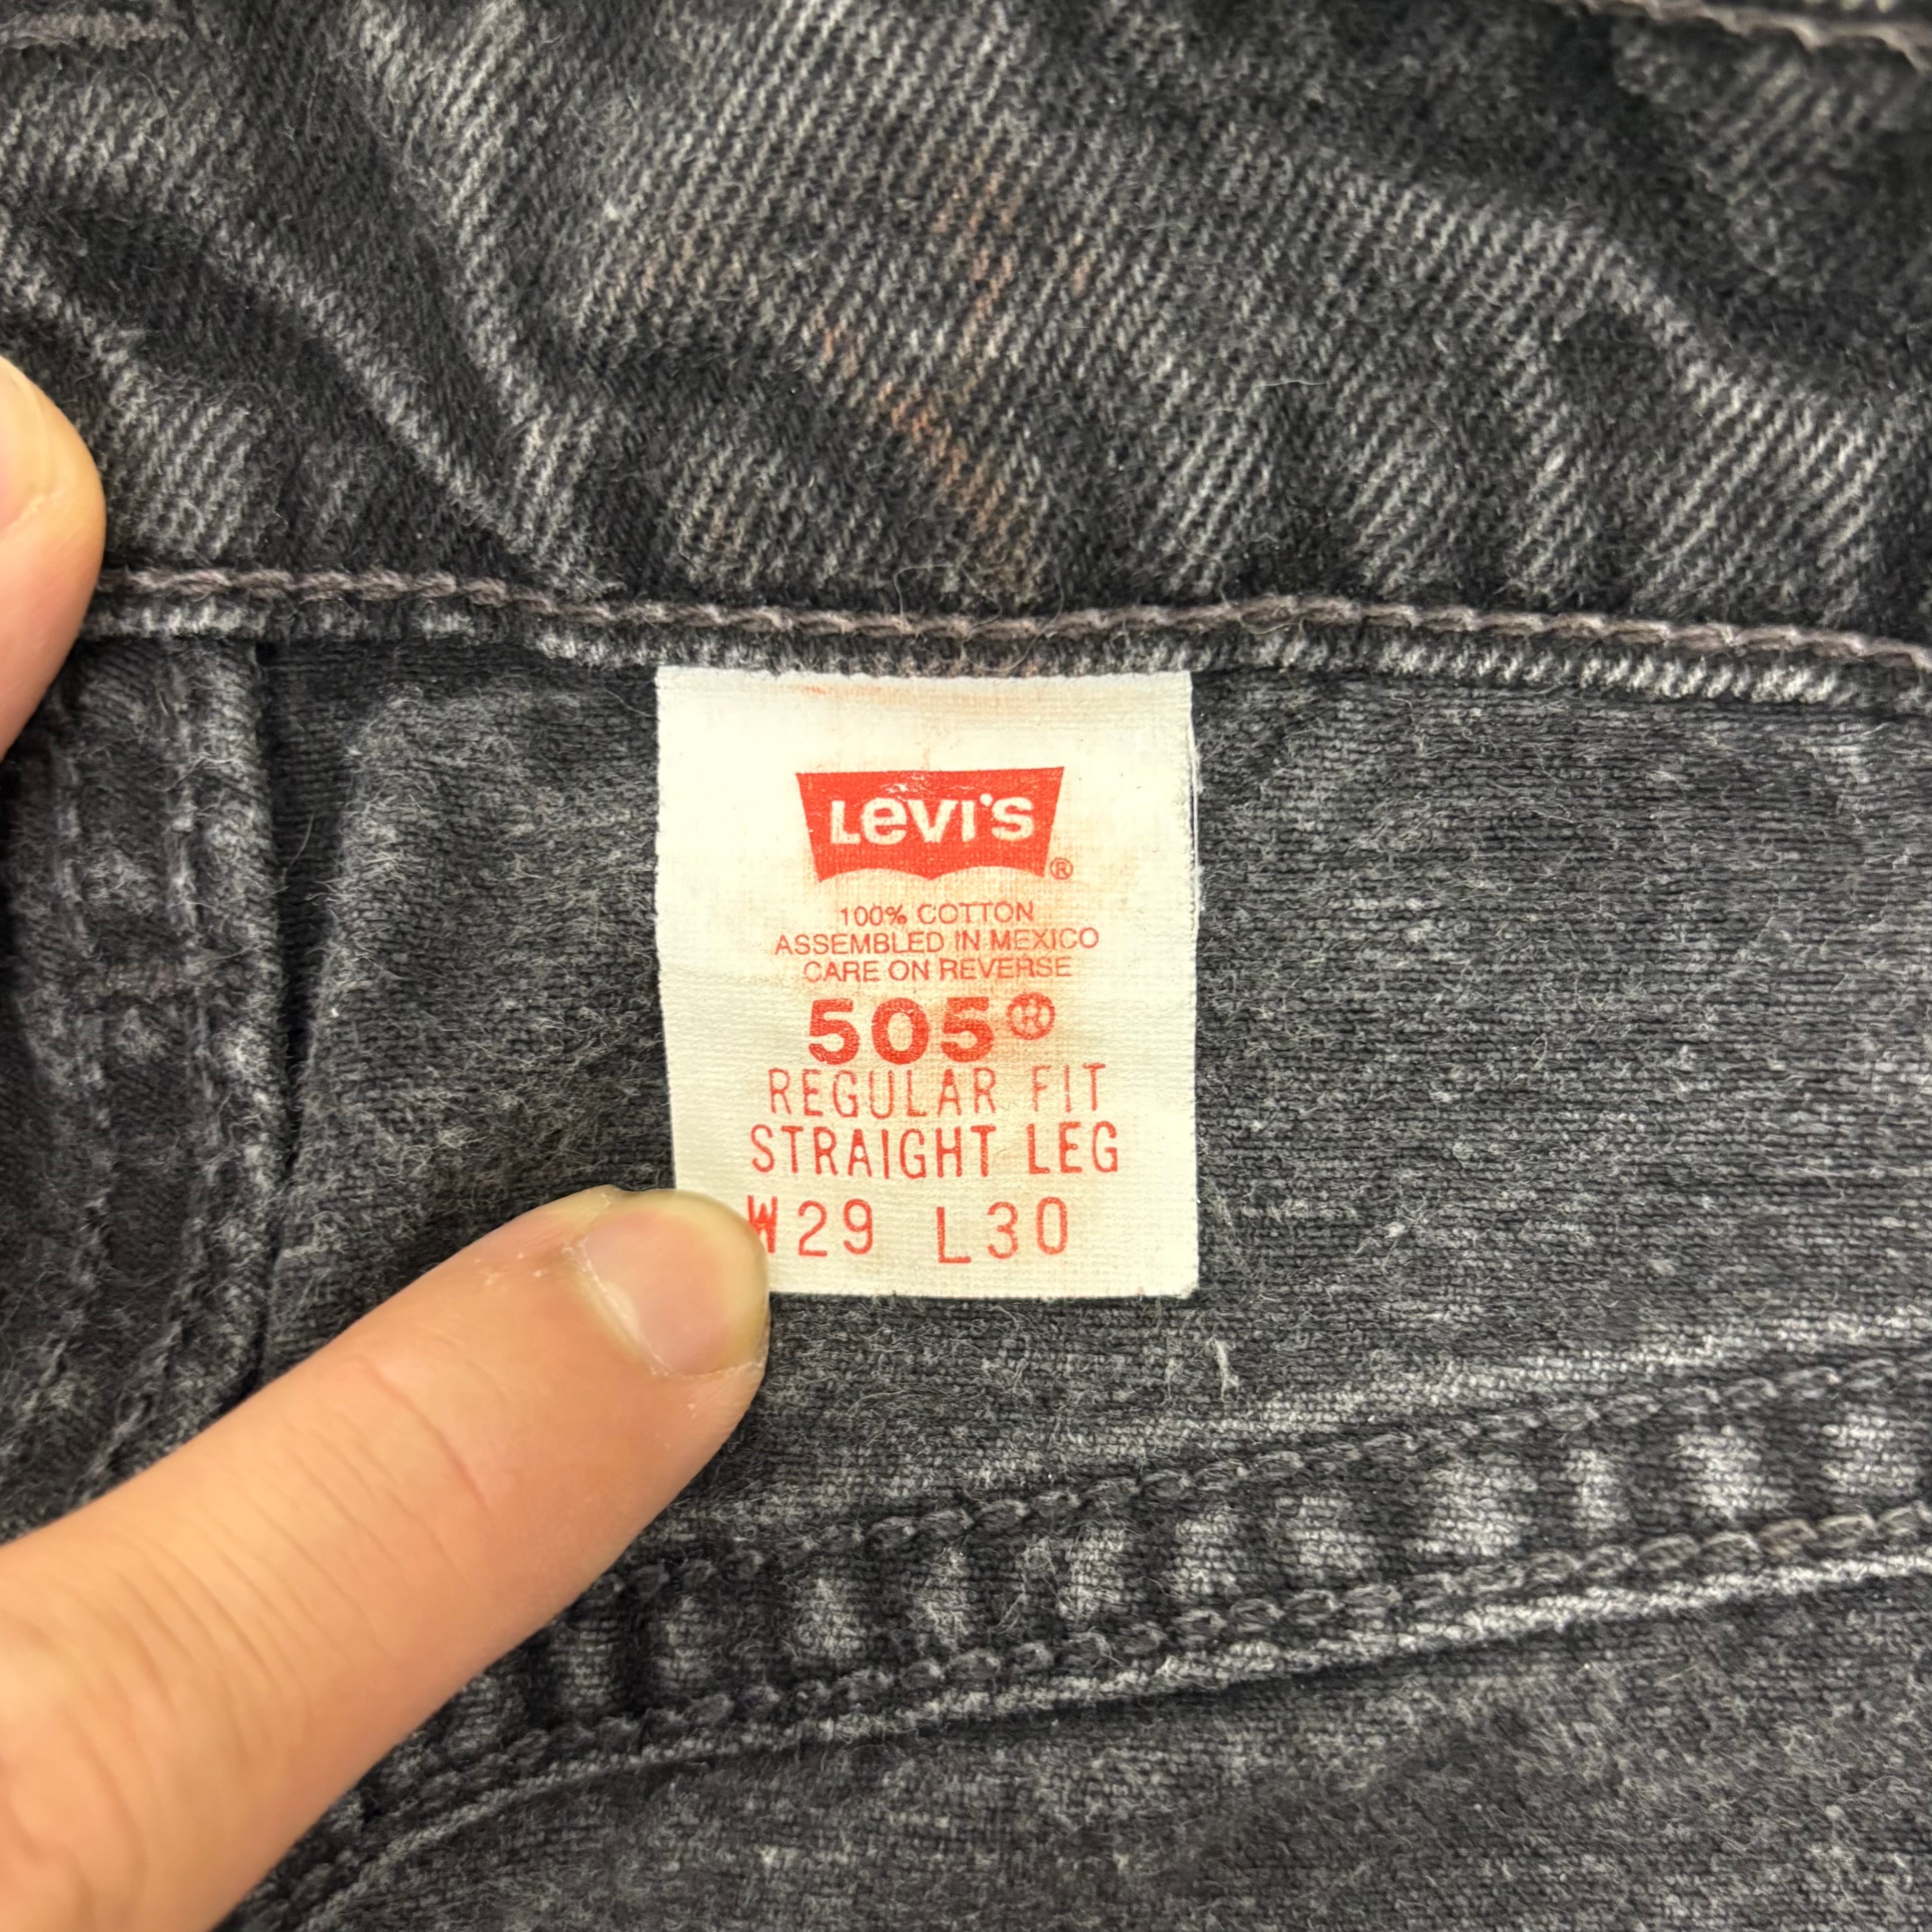 Levi's ®
100% COTTON
ASSEMBLED IN MEXICO
CARE ON REVERSE
505®
REGULAR FIT
STRAIGHT LEG
W29 L30